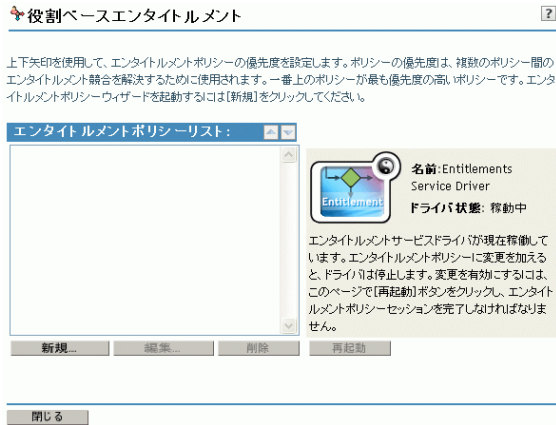 役割ベースエンタイトルメント
?
上下矢印を使用して、エンタイトルメントポリシーの優先度を設定します。ポリシーの優先度は、複数のポリシー間の
エンタイトルメント競合を解決するために使用されます。一番上のポリシーが最も優先度の高いポリシーです。エンタ
イトルメントポリシーウィザードを起動するには[新規]をクリックしてください。
エンタイトルメントポリシーリスト:
Entitlement
名前:Entitlements
Service Driver
ドライバ状態: 稼動中
エンタイトルメントサービスドライバが現在稼働して
います。エンタイトルメントポリシーに変更を加える
と、ドライバは停止します。変更を有効にするには、
このページで[再起動]ボタンをクリックし、エンタイト
ルメントポリシーセッションを完了しなければなりま
せん。
新規... 編集... 削除 再起動
閉じる